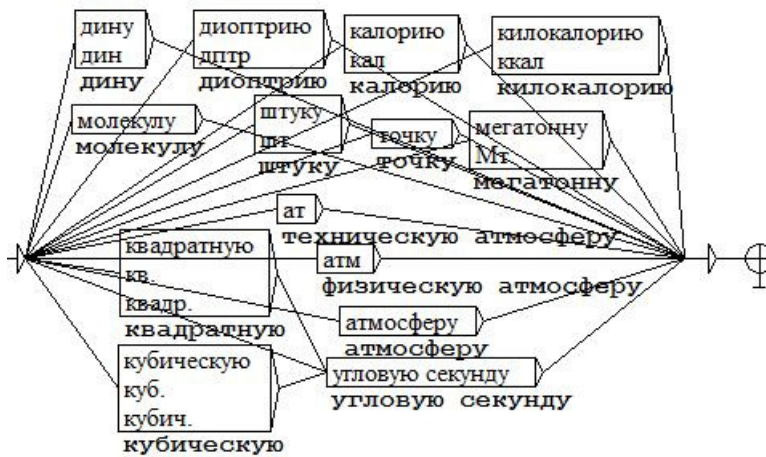 дину
дин
дину
диоптрию
дптр
диоптрию
калорию
кал
калорию
килокалорию
ккал
килокалорию
молекулу
молекулу
штуку
шт
штуку
точку
точку
мегатонну
Мт
мегатонну
ат
техническую атмосферу
квадратную
кв.
квадр.
квадратную
атм
физическую атмосферу
атмосферу
атмосферу
кубическую
куб.
кубич.
кубическую
угловую секунду
угловую секунду